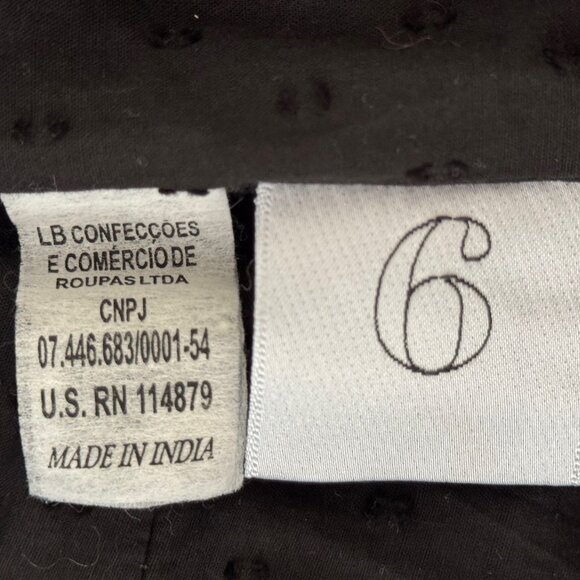 LB CONFECÇÕES
E COMÉRCIO DE
ROUPAS LTDA
CNPJ
07.446.683/0001-54
U.S. RN 114879
MADE IN INDIA
6